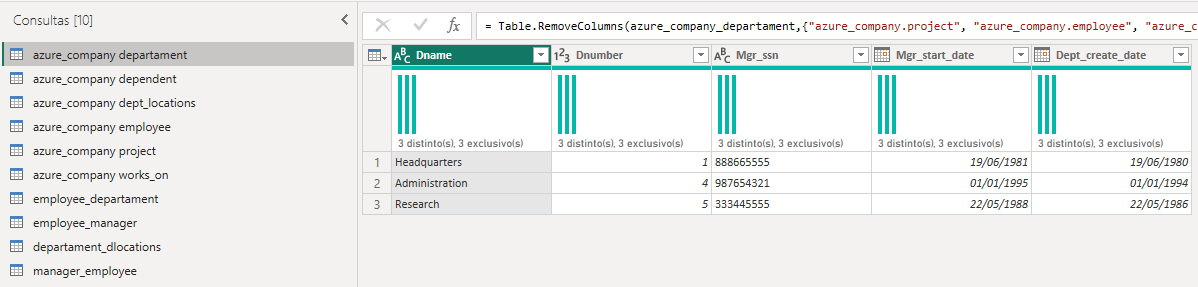 Consultas [10]
azure_company departament
azure_company dependent
azure_company dept_locations
azure_company employee
azure_company project
azure_company works_on
employee_departament
employee_manager
departament_dlocations
manager_employee
fx = Table.RemoveColumns(azure_company_departament,{"azure_company.project", "azure_company.employee", "azure_c
ABC Dname 123 Dnumber ABC Mgr_ssn Mgr_start_date Dept_create_date
3 distinto(s), 3 exclusivo(s) 3 distinto(s), 3 exclusivo(s) 3 distinto(s), 3 exclusivo(s) 3 distinto(s), 3 exclusivo(s) 3 distinto(s), 3 exclusivo(s)
1 Headquarters 1 888665555 19/06/1981 19/06/1980
2 Administration 4 987654321 01/01/1995 01/01/1994
3 Research 5 333445555 22/05/1988 22/05/1986